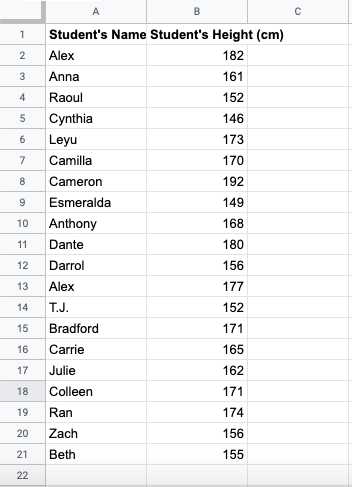 A B C
1 Student's Name Student's Height (cm)
2 Alex 182
3 Anna 161
4 Raoul 152
5 Cynthia 146
6 Leyu 173
7 Camilla 170
8 Cameron 192
9 Esmeralda 149
10 Anthony 168
11 Dante 180
12 Darrol 156
13 Alex 177
14 T.J. 152
15 Bradford 171
16 Carrie 165
17 Julie 162
18 Colleen 171
19 Ran 174
20 Zach 156
21 Beth 155
22